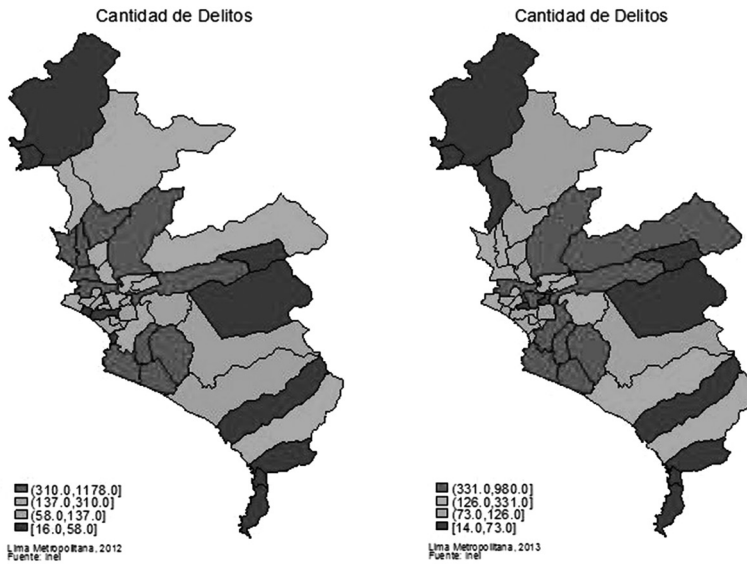 Cantidad de Delitos
(310.0,1178.0]
(137.0,310.0]
(58.0,137.0]
[16.0,58.0]
Lima Metropolitana, 2012
Fuente: Inei
Cantidad de Delitos
(331.0,980.0]
(126.0,331.0]
(73.0,126.0]
[14.0,73.0]
Lima Metropolitana, 2013
Fuente: Inei